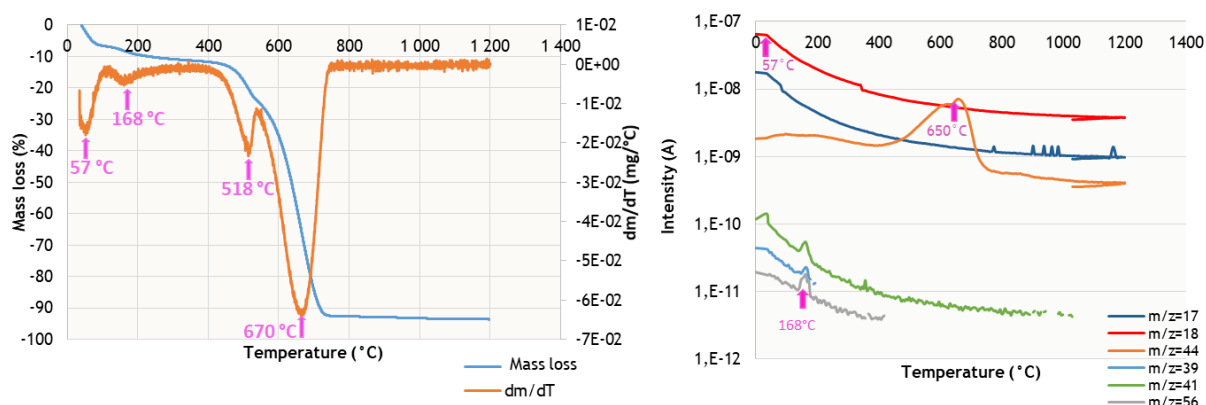 0
-10
-20
-30
-40
-50
-60
-70
-80
-90
-100
Mass loss (%)
0 200 400 600 800 1000 1200 1 400
1E-02
0E+00
-1E-02
-2E-02
-3E-02
-4E-02
-5E-02
-6E-02
-7E-02
dm/dT (mg/°C)
57 °C
168 °C
518 °C
670 °C
Temperature (°C)
Mass loss
dm/dT
1,E-07
1,E-08
1,E-09
1,E-10
1,E-11
1,E-12
Intensity (A)
0 200 400 600 800 1000 1200 1400
57°C
650°C
168°C
Temperature (°C)
m/z=17
m/z=18
m/z=44
m/z=39
m/z=41
m/z=56